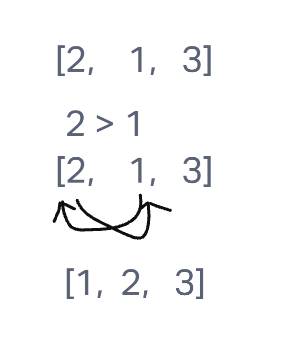 [2, 1, 3]
2 > 1
[2, 1, 3]
[1, 2, 3]